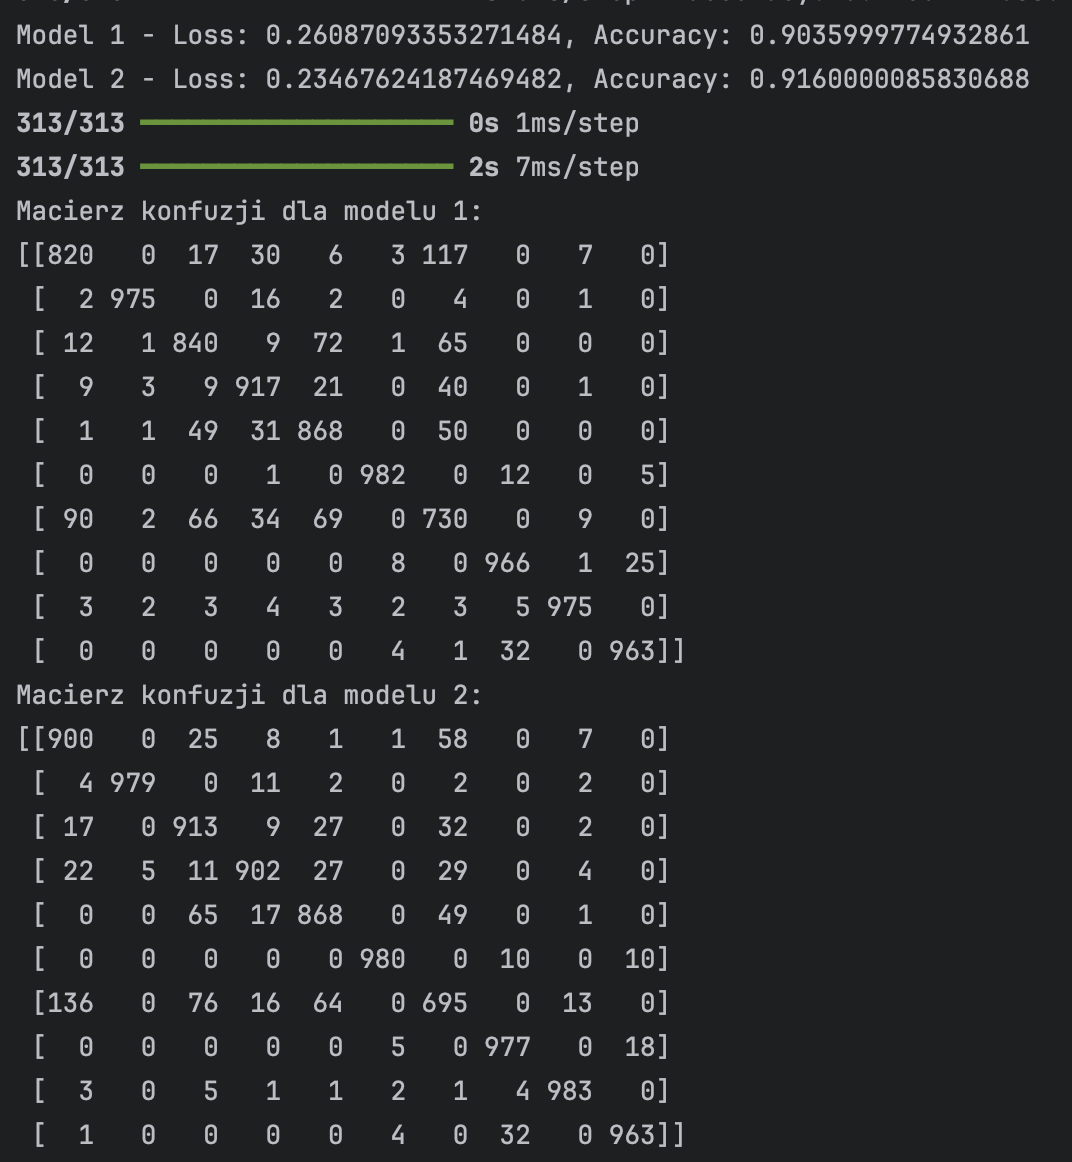 Model 1 - Loss: 0.26087093353271484, Accuracy: 0.9035999774932861
Model 2 - Loss: 0.23467624187469482, Accuracy: 0.9160000085830688
313/313 ━━━━━━━━━━━━━━━━━━━━ 0s 1ms/step
313/313 ━━━━━━━━━━━━━━━━━━━━ 2s 7ms/step
Macierz konfuzji dla modelu 1:
[[820   0  17  30   6   3 117   0   7   0]
 [  2 975   0  16   2   0   4   0   1   0]
 [ 12   1 840   9  72   1  65   0   0   0]
 [  9   3   9 917  21   0  40   0   1   0]
 [  1   1  49  31 868   0  50   0   0   0]
 [  0   0   0   1   0 982   0  12   0   5]
 [ 90   2  66  34  69   0 730   0   9   0]
 [  0   0   0   0   0   8   0 966   1  25]
 [  3   2   3   4   3   2   3   5 975   0]
 [  0   0   0   0   0   4   1  32   0 963]]
Macierz konfuzji dla modelu 2:
[[900   0  25   8   1   1  58   0   7   0]
 [  4 979   0  11   2   0   2   0   2   0]
 [ 17   0 913   9  27   0  32   0   2   0]
 [ 22   5  11 902  27   0  29   0   4   0]
 [  0   0  65  17 868   0  49   0   1   0]
 [  0   0   0   0   0 980   0  10   0  10]
 [136   0  76  16  64   0 695   0  13   0]
 [  0   0   0   0   0   5   0 977   0  18]
 [  3   0   5   1   1   2   1   4 983   0]
 [  1   0   0   0   0   4   0  32   0 963]]